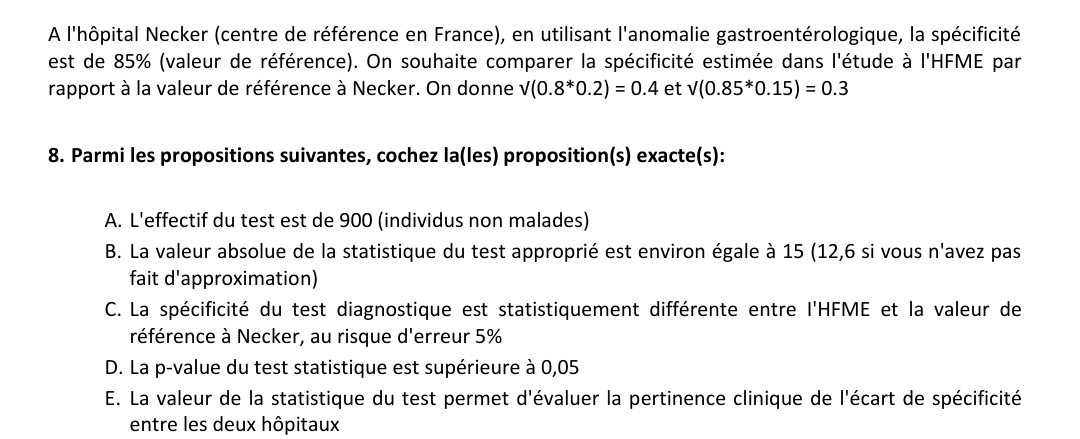 A l'hôpital Necker (centre de référence en France), en utilisant l'anomalie gastroentérologique, la spécificité
est de 85% (valeur de référence). On souhaite comparer la spécificité estimée dans l'étude à l'HFME par
rapport à la valeur de référence à Necker. On donne √(0.8*0.2) = 0.4 et √(0.85*0.15) = 0.3
8. Parmi les propositions suivantes, cochez la(les) proposition(s) exacte(s):
A. L'effectif du test est de 900 (individus non malades)
B. La valeur absolue de la statistique du test approprié est environ égale à 15 (12,6 si vous n'avez pas
fait d'approximation)
C. La spécificité du test diagnostique est statistiquement différente entre l'HFME et la valeur de
référence à Necker, au risque d'erreur 5%
D. La p-value du test statistique est supérieure à 0,05
E. La valeur de la statistique du test permet d'évaluer la pertinence clinique de l'écart de spécificité
entre les deux hôpitaux